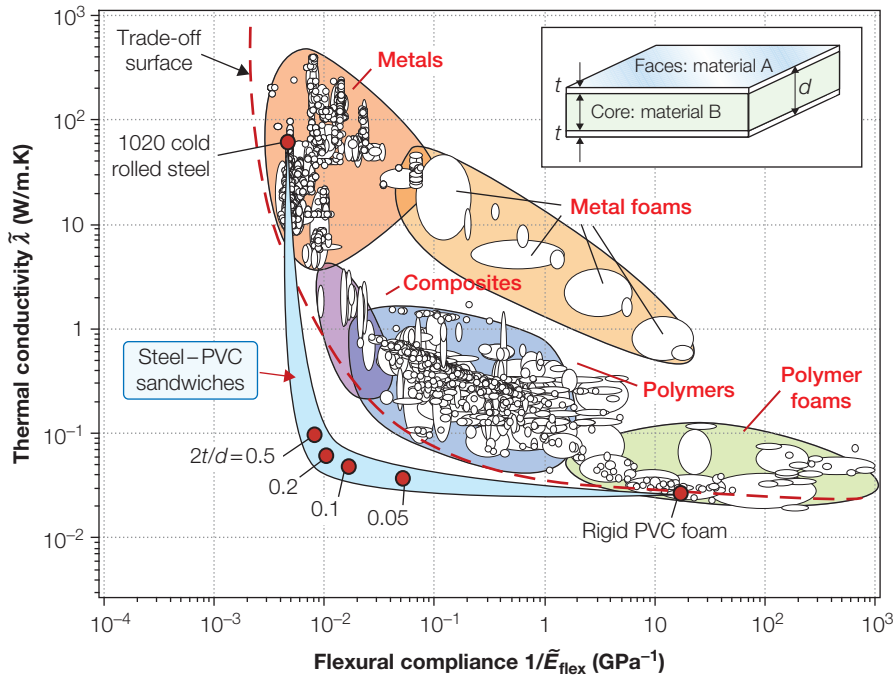 10³
Trade-off
surface
Metals
Faces: material A
Core: material B
t
t
d
10²
1020 cold
rolled steel
Metal foams
10
Composites
1
Steel–PVC
sandwiches
Polymers
Polymer
foams
10⁻¹
2t/d = 0.5
0.2
0.1
0.05
Rigid PVC foam
10⁻²
10⁻⁴
10⁻³
10⁻²
10⁻¹
1
10
10²
10³
Thermal conductivity λ̃ (W/m.K)
Flexural compliance 1/Ẽflex (GPa⁻¹)